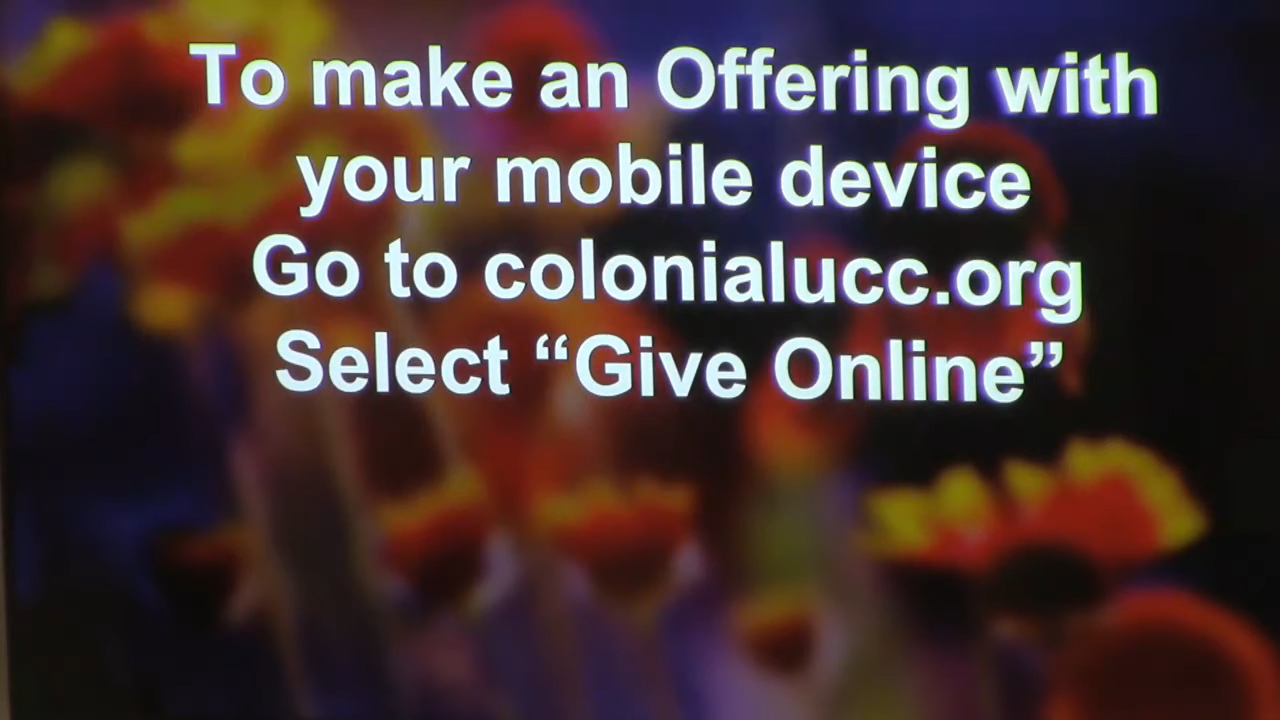 To make an Offering with
your mobile device
Go to colonialucc.org
Select “Give Online”